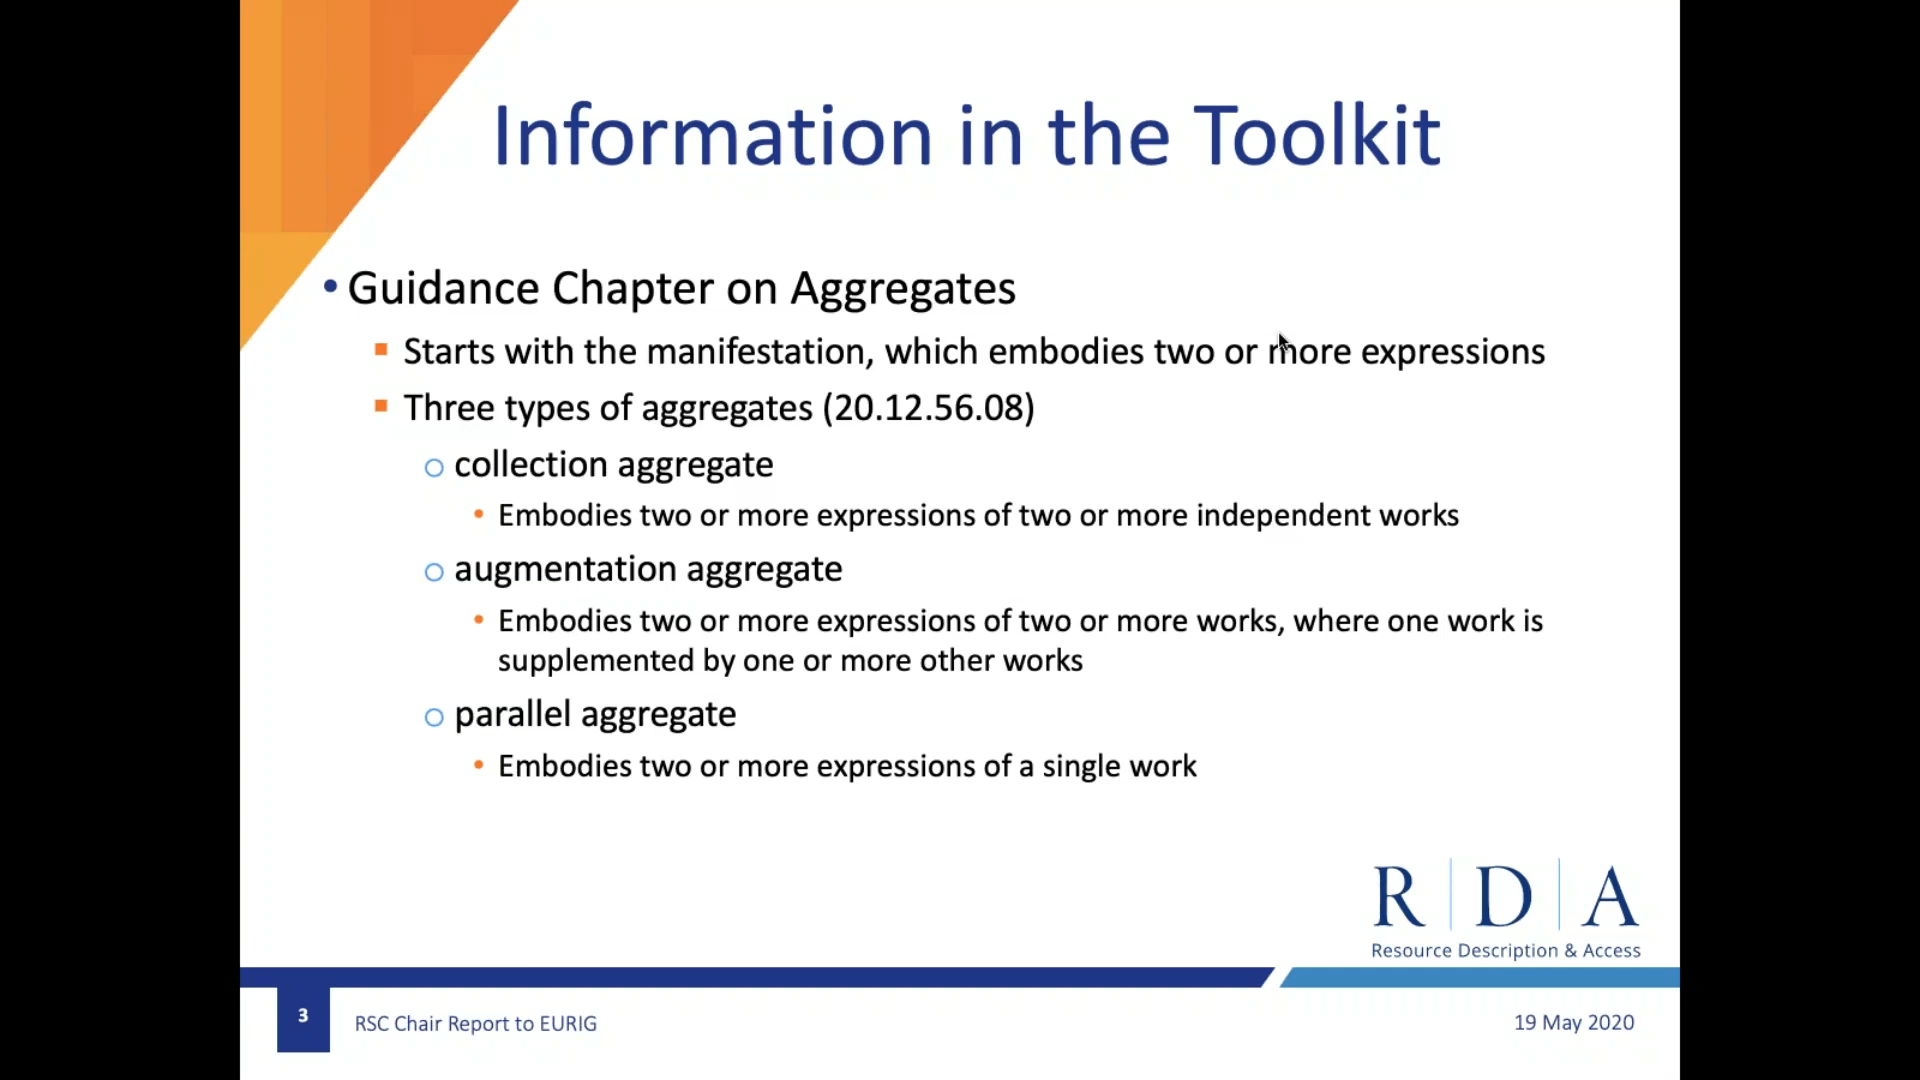 Information in the Toolkit
• Guidance Chapter on Aggregates
▪ Starts with the manifestation, which embodies two or more expressions
▪ Three types of aggregates (20.12.56.08)
○ collection aggregate
• Embodies two or more expressions of two or more independent works
○ augmentation aggregate
• Embodies two or more expressions of two or more works, where one work is
supplemented by one or more other works
○ parallel aggregate
• Embodies two or more expressions of a single work
R D A
Resource Description & Access
3
RSC Chair Report to EURIG
19 May 2020